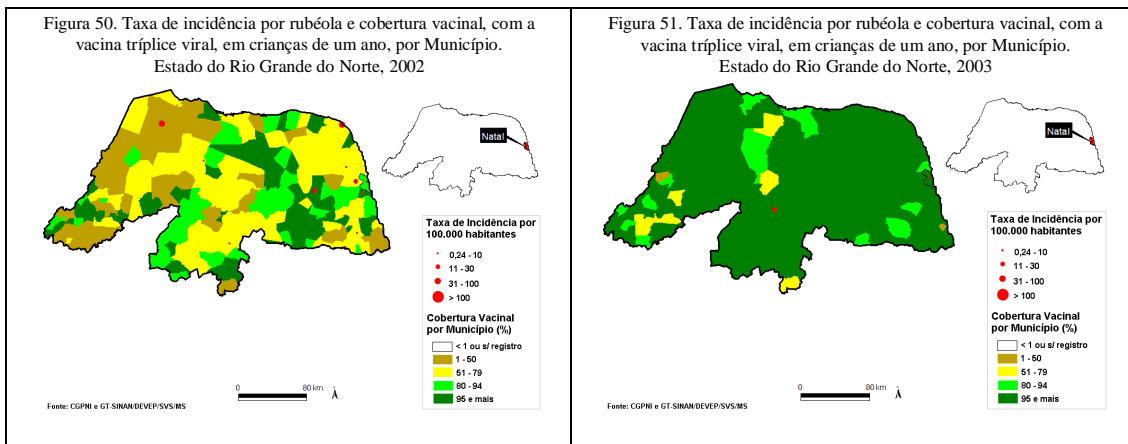 Figura 50. Taxa de incidência por rubéola e cobertura vacinal, com a
vacina tríplice viral, em crianças de um ano, por Município.
Estado do Rio Grande do Norte, 2002
Natal
Taxa de Incidência por
100.000 habitantes
0,24 - 10
11 - 30
31 - 100
> 100
Cobertura Vacinal
por Município (%)
< 1 ou s/ registro
1 - 50
51 - 79
80 - 94
95 e mais
0 80 km
Fonte: CGPNI e GT-SINAN/DEVEP/SVS/MS
Figura 51. Taxa de incidência por rubéola e cobertura vacinal, com a
vacina tríplice viral, em crianças de um ano, por Município.
Estado do Rio Grande do Norte, 2003
Natal
Taxa de Incidência por
100.000 habitantes
0,24 - 10
11 - 30
31 - 100
> 100
Cobertura Vacinal
por Município (%)
< 1 ou s/ registro
1 - 50
51 - 79
80 - 94
95 e mais
0 80 km
Fonte: CGPNI e GT-SINAN/DEVEP/SVS/MS